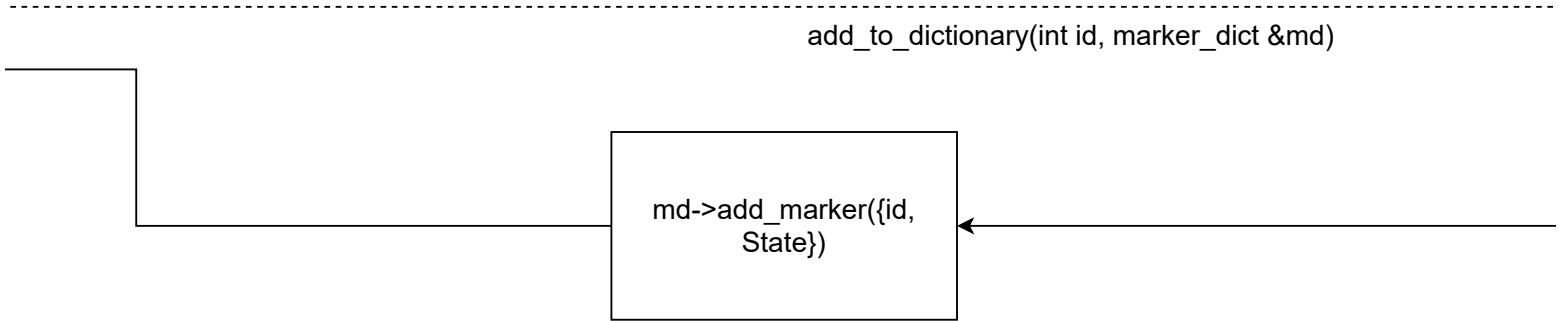 add_to_dictionary(int id, marker_dict &md)
md->add_marker({id,
State})